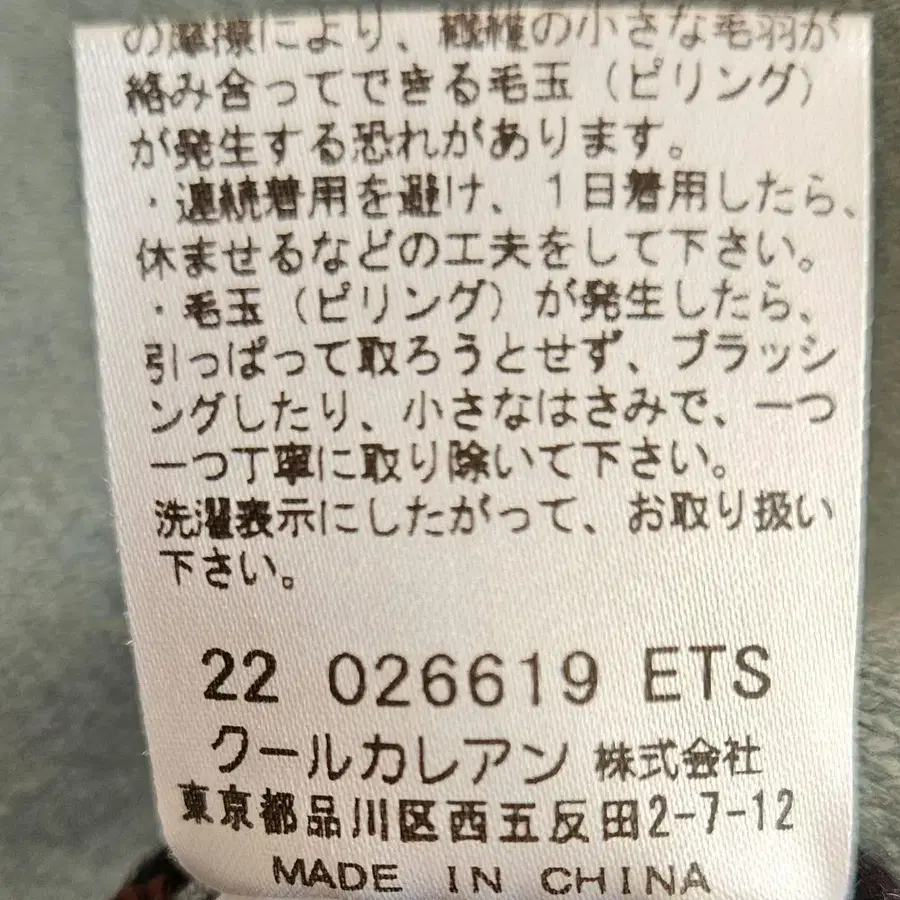 の摩擦により、繊維の小さな毛羽が
絡み合ってできる毛玉（ピリング）
が発生する恐れがあります。
・連続着用を避け、１日着用したら、
休ませるなどの工夫をして下さい。
・毛玉（ピリング）が発生したら、
引っぱって取ろうとせず、ブラッシ
ングしたり、小さなはさみで、一つ
一つ丁寧に取り除いて下さい。
洗濯表示にしたがって、お取り扱い
下さい。
22 026619 ETS
クールカレアン 株式会社
東京都品川区西五反田2-7-12
MADE IN CHINA